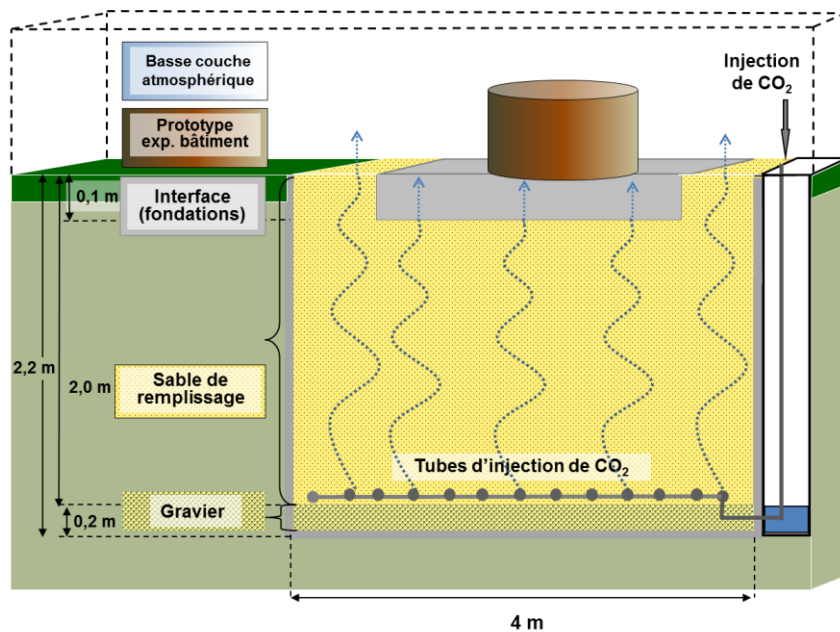 Basse couche
atmosphérique
Injection
de CO2
Prototype
exp. bâtiment
0,1 m
Interface
(fondations)
2,2 m
2,0 m
Sable de
remplissage
Tubes d'injection de CO2
Gravier
0,2 m
4 m